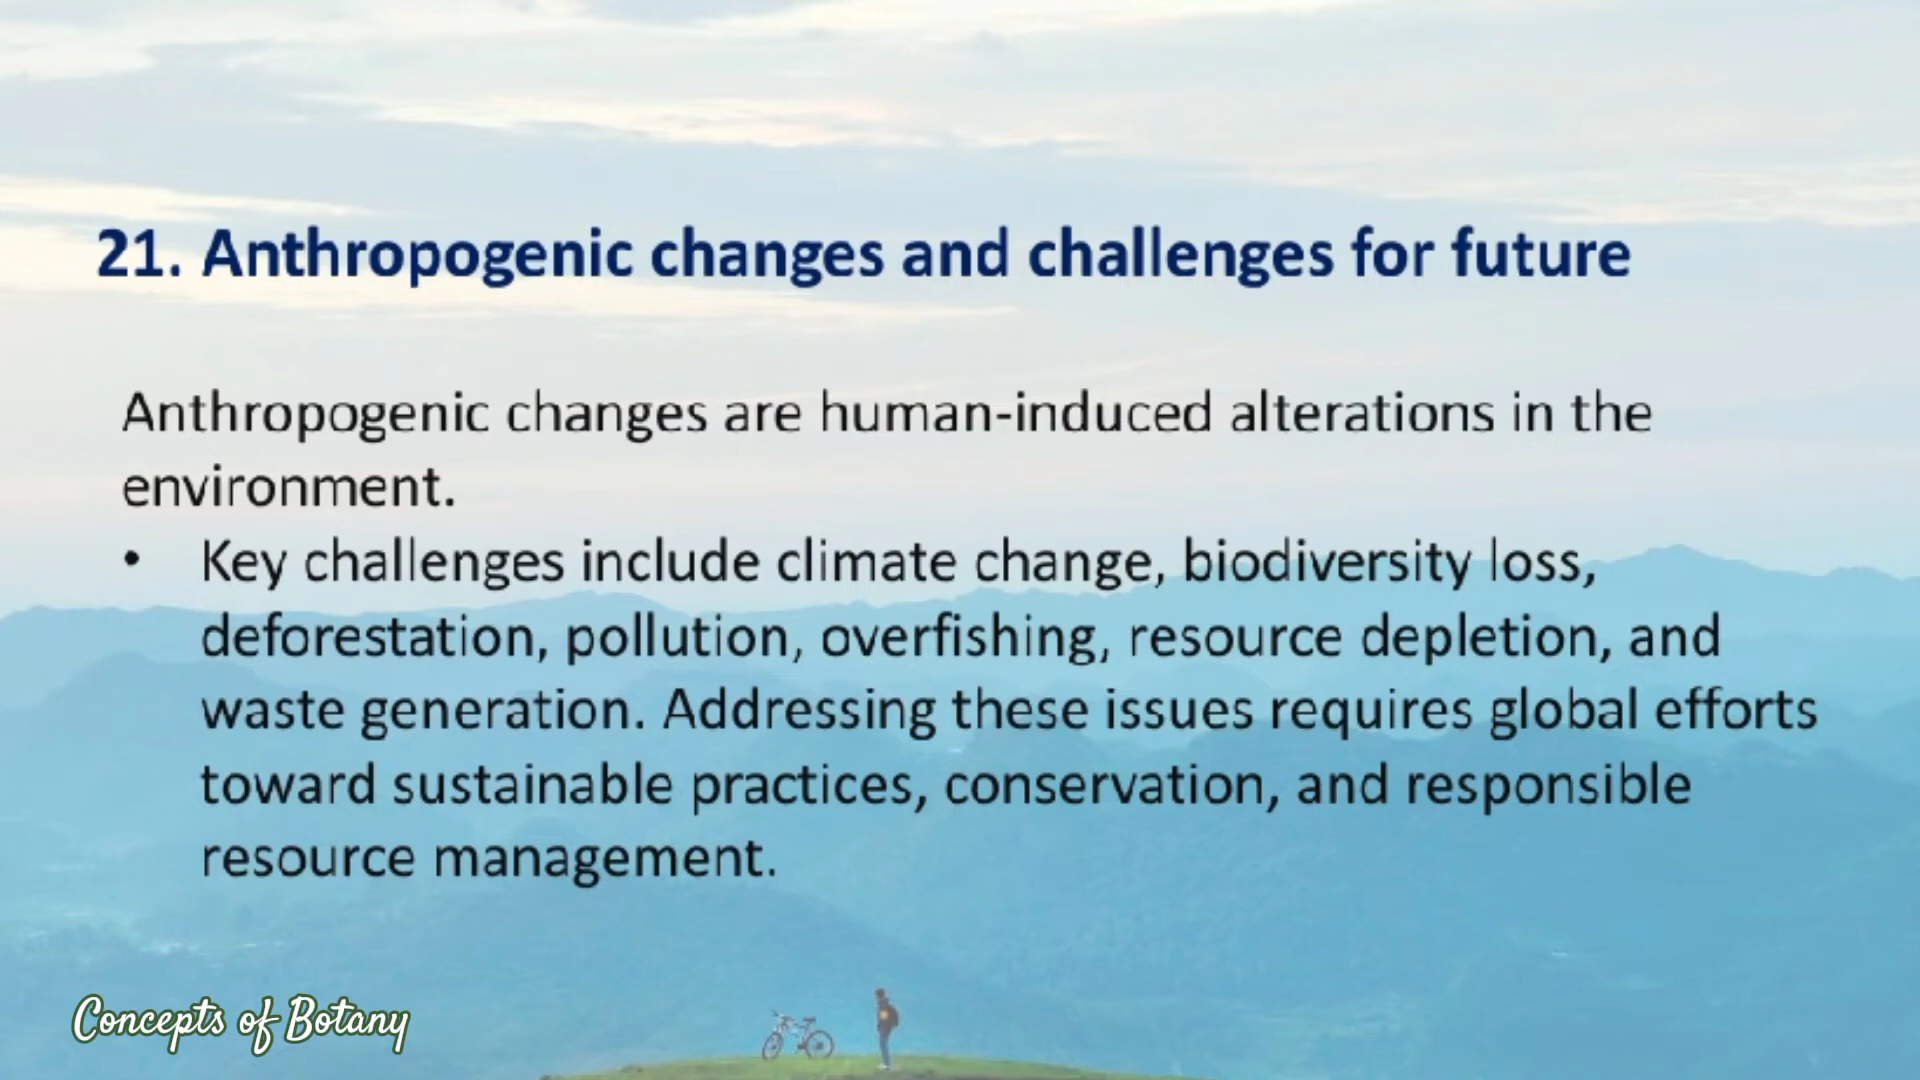 21. Anthropogenic changes and challenges for future
Anthropogenic changes are human-induced alterations in the
environment.
• Key challenges include climate change, biodiversity loss,
deforestation, pollution, overfishing, resource depletion, and
waste generation. Addressing these issues requires global efforts
toward sustainable practices, conservation, and responsible
resource management.
Concepts of Botany